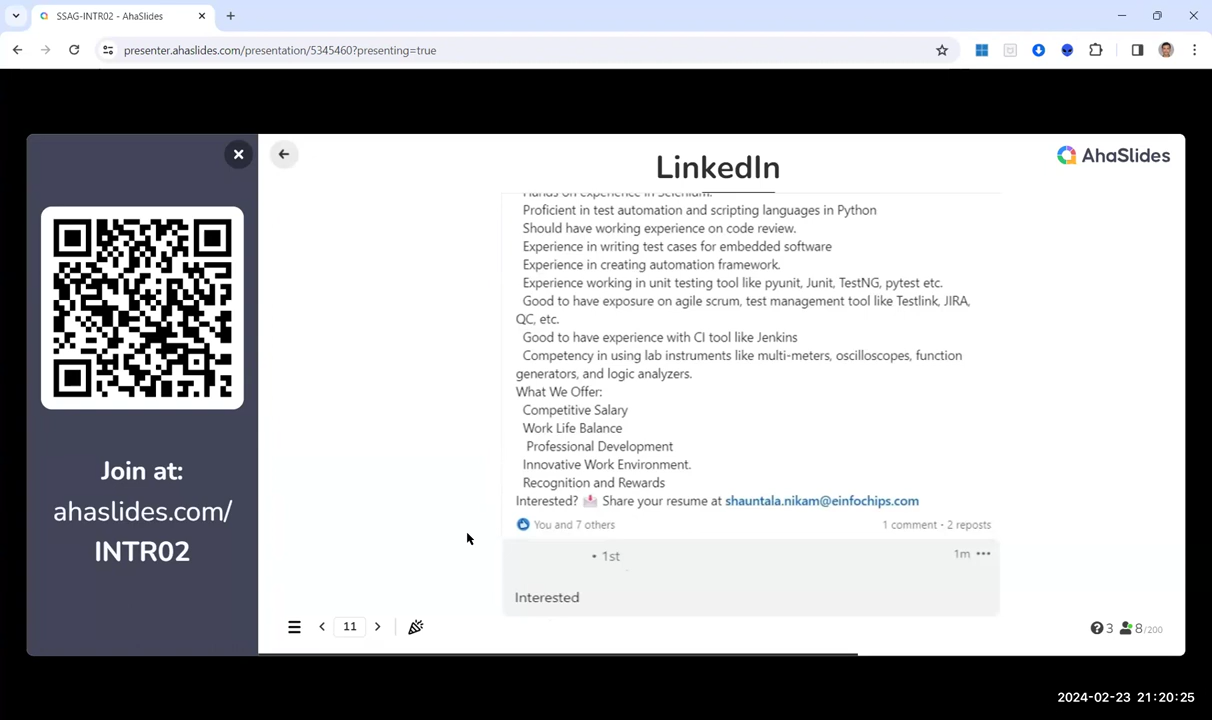 SSAG-INTR02 - AhaSlides
presenter.ahaslides.com/presentation/5345460?presenting=true
LinkedIn
AhaSlides
Hands on experience in Selenium.
Proficient in test automation and scripting languages in Python
Should have working experience on code review.
Experience in writing test cases for embedded software
Experience in creating automation framework.
Experience working in unit testing tool like pyunit, Junit, TestNG, pytest etc.
Good to have exposure on agile scrum, test management tool like Testlink, JIRA,
QC, etc.
Good to have experience with CI tool like Jenkins
Competency in using lab instruments like multi-meters, oscilloscopes, function
generators, and logic analyzers.
What We Offer:
Competitive Salary
Work Life Balance
Professional Development
Innovative Work Environment.
Recognition and Rewards
Interested? 📩 Share your resume at shauntala.nikam@einfochips.com
You and 7 others 1 comment • 2 reposts
• 1st 1m •••
Interested
Join at:
ahaslides.com/
INTR02
11
3 8/200
2024-02-23 21:20:25